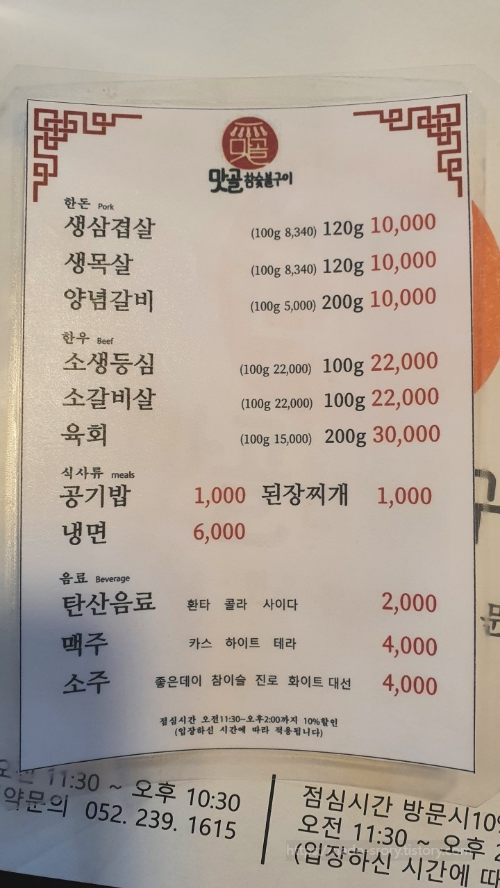 맛골
맛골 참숯불구이
한돈 Pork
생삼겹살 (100g 8,340) 120g 10,000
생목살 (100g 8,340) 120g 10,000
양념갈비 (100g 5,000) 200g 10,000
한우 Beef
소생등심 (100g 22,000) 100g 22,000
소갈비살 (100g 22,000) 100g 22,000
육회 (100g 15,000) 200g 30,000
식사류 meals
공기밥 1,000 된장찌개 1,000
냉면 6,000
음료 Beverage
탄산음료 환타 콜라 사이다 2,000
맥주 카스 하이트 테라 4,000
소주 좋은데이 참이슬 진로 화이트 대선 4,000
점심시간 오전11:30~오후2:00까지 10%할인
(입장하신 시간에 따라 적용됩니다)
오전 11:30 ~ 오후 10:30
약문의 052. 239. 1615
점심시간 방문시10%
오전 11:30 ~ 오후 2
(입장하신 시간에 따